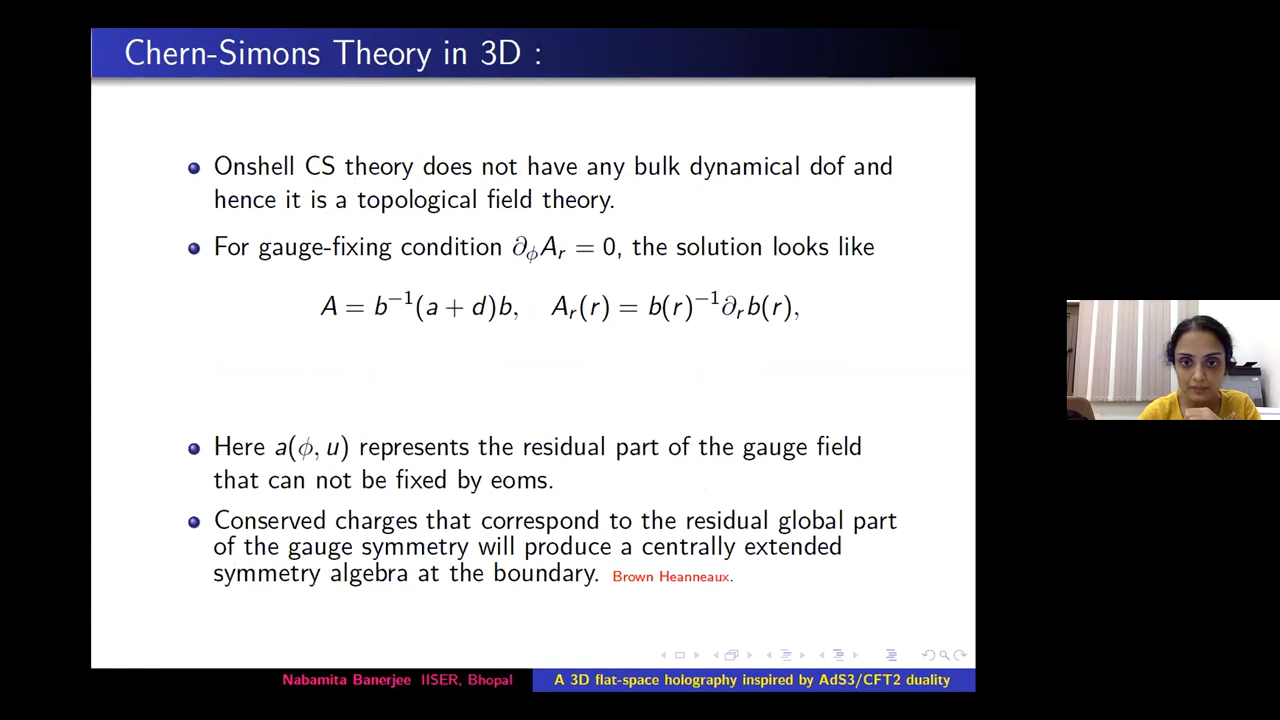 Chern-Simons Theory in 3D :
Onshell CS theory does not have any bulk dynamical dof and
hence it is a topological field theory.
For gauge-fixing condition ∂_ϕ A_r = 0, the solution looks like
A = b⁻¹(a + d)b,   A_r(r) = b(r)⁻¹∂_r b(r),
Here a(ϕ, u) represents the residual part of the gauge field
that can not be fixed by eoms.
Conserved charges that correspond to the residual global part
of the gauge symmetry will produce a centrally extended
symmetry algebra at the boundary. Brown Heanneaux.
Nabamita Banerjee IISER, Bhopal
A 3D flat-space holography inspired by AdS3/CFT2 duality